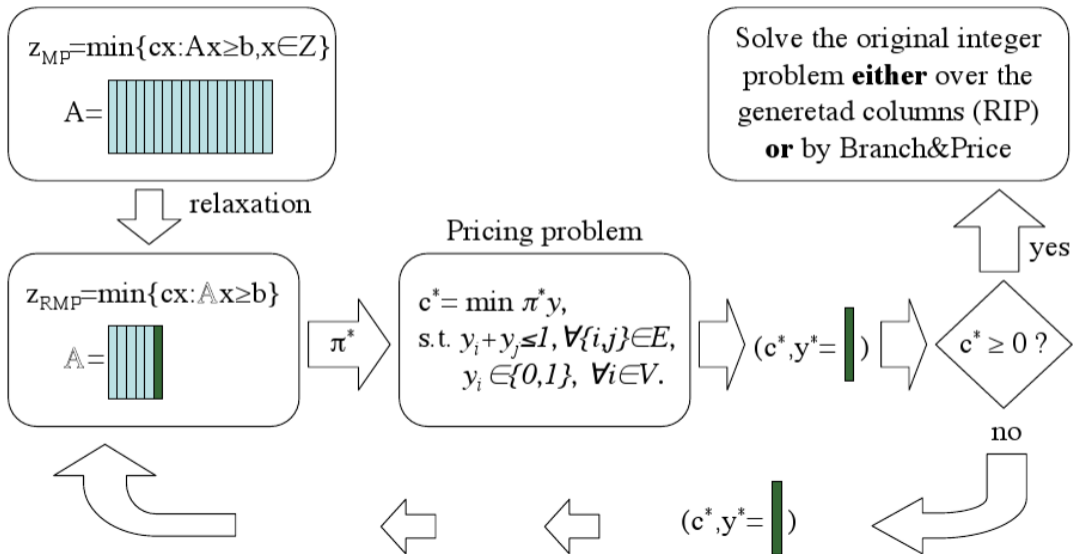 z_MP=min{cx:Ax≥b,x∈Z}
A=
relaxation
z_RMP=min{cx:𝔸x≥b}
𝔸=
π*
Pricing problem
c*= min π*y,
s.t. y_i+y_j≤1,∀{i,j}∈E,
y_i∈{0,1}, ∀i∈V.
(c*,y*= )
c* ≥ 0 ?
yes
Solve the original integer
problem either over the
generetad columns (RIP)
or by Branch&Price
no
(c*,y*= )